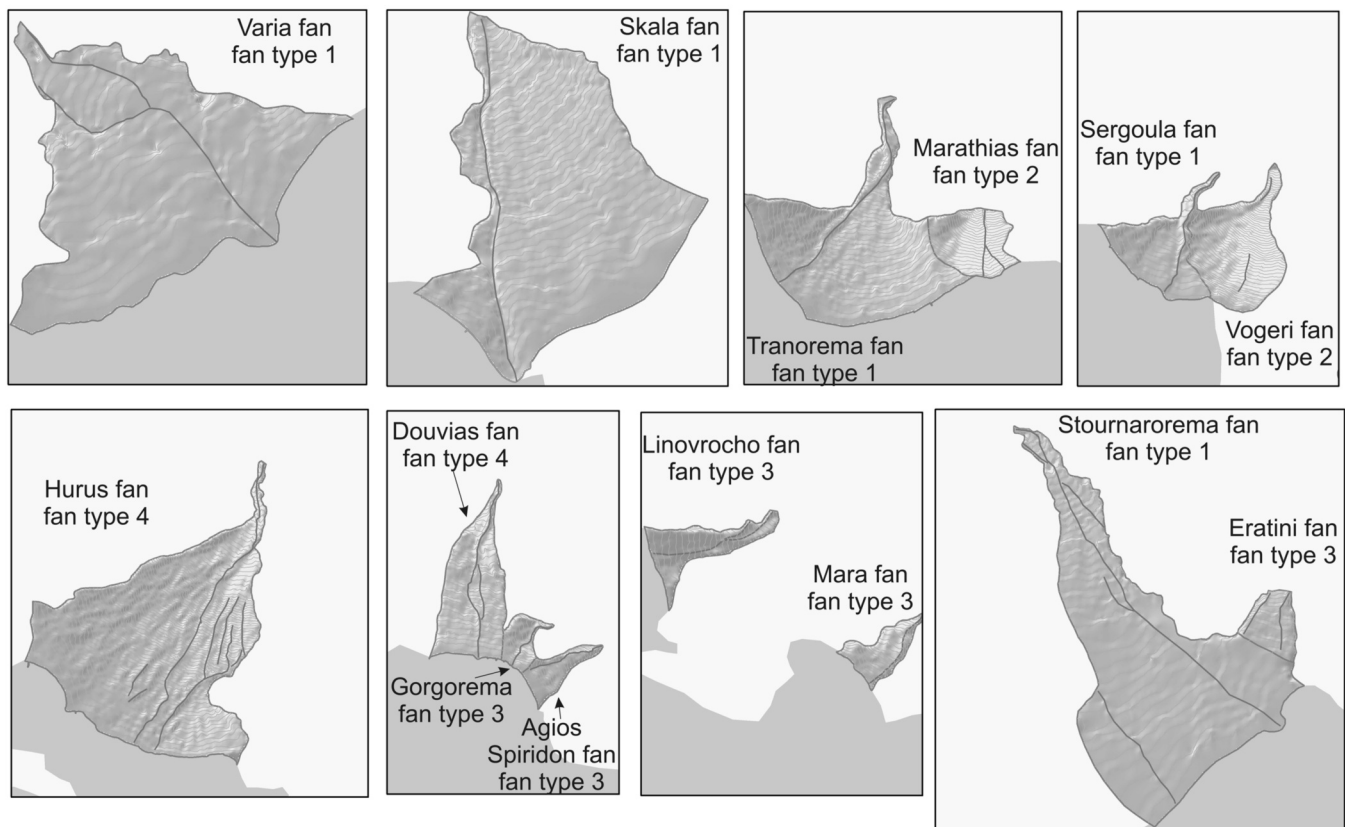 Varia fan
fan type 1
Skala fan
fan type 1
Marathias fan
fan type 2
Tranorema fan
fan type 1
Sergoula fan
fan type 1
Vogeri fan
fan type 2
Hurus fan
fan type 4
Douvias fan
fan type 4
Gorgorema
fan type 3
Agios
Spiridon fan
fan type 3
Linovrocho fan
fan type 3
Mara fan
fan type 3
Stournarorema fan
fan type 1
Eratini fan
fan type 3